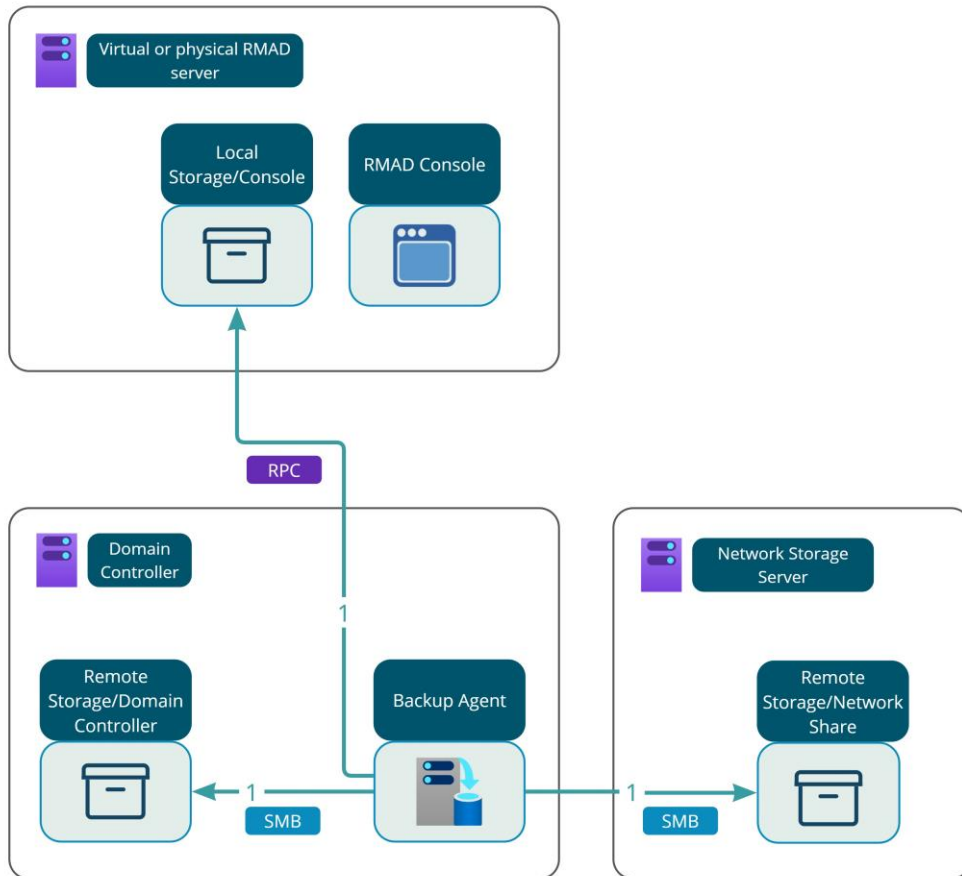 Virtual or physical RMAD
server
Local
Storage/Console
RMAD Console
RPC
Domain
Controller
Network Storage
Server
1
Remote
Storage/Domain
Controller
Backup Agent
Remote
Storage/Network
Share
1
1
SMB
SMB